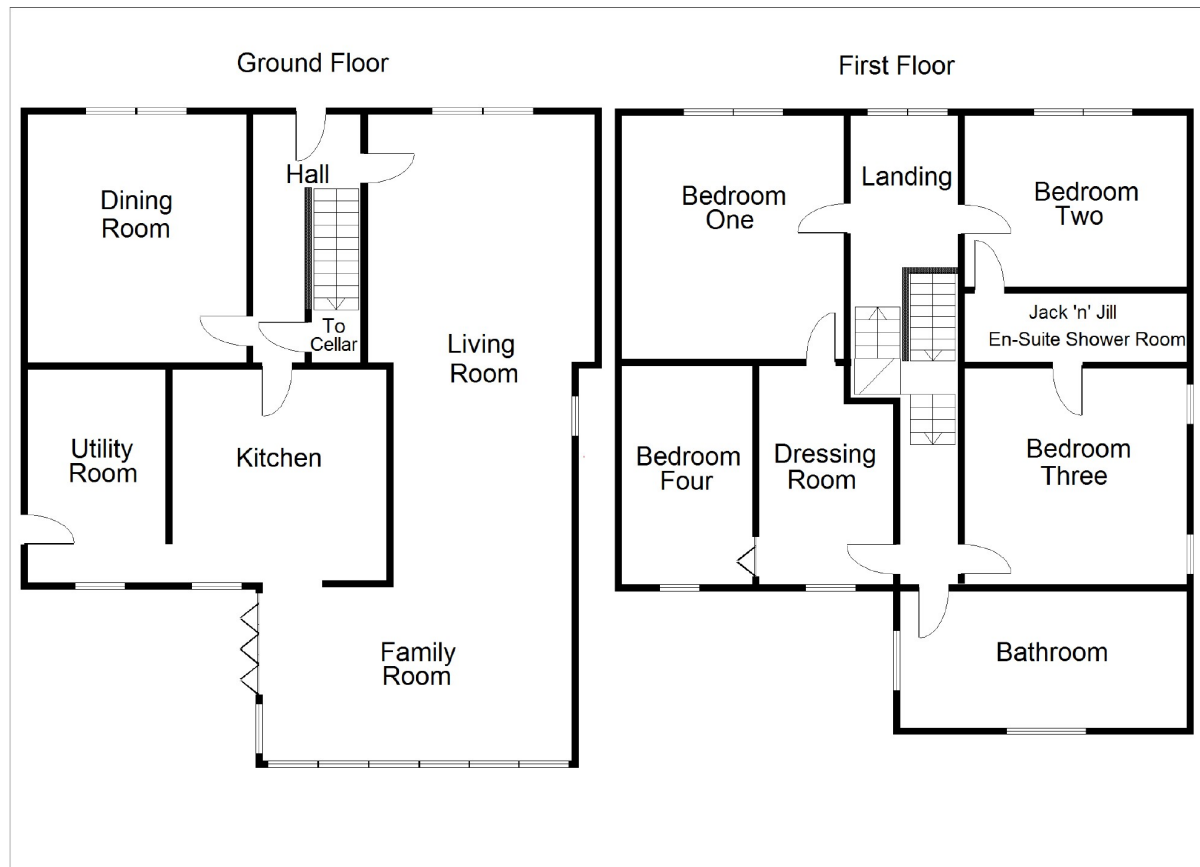 Ground Floor
Dining
Room
Hall
To
Cellar
Living
Room
Utility
Room
Kitchen
Family
Room
First Floor
Bedroom
One
Landing
Bedroom
Two
Jack 'n' Jill
En-Suite Shower Room
Bedroom
Four
Dressing
Room
Bedroom
Three
Bathroom